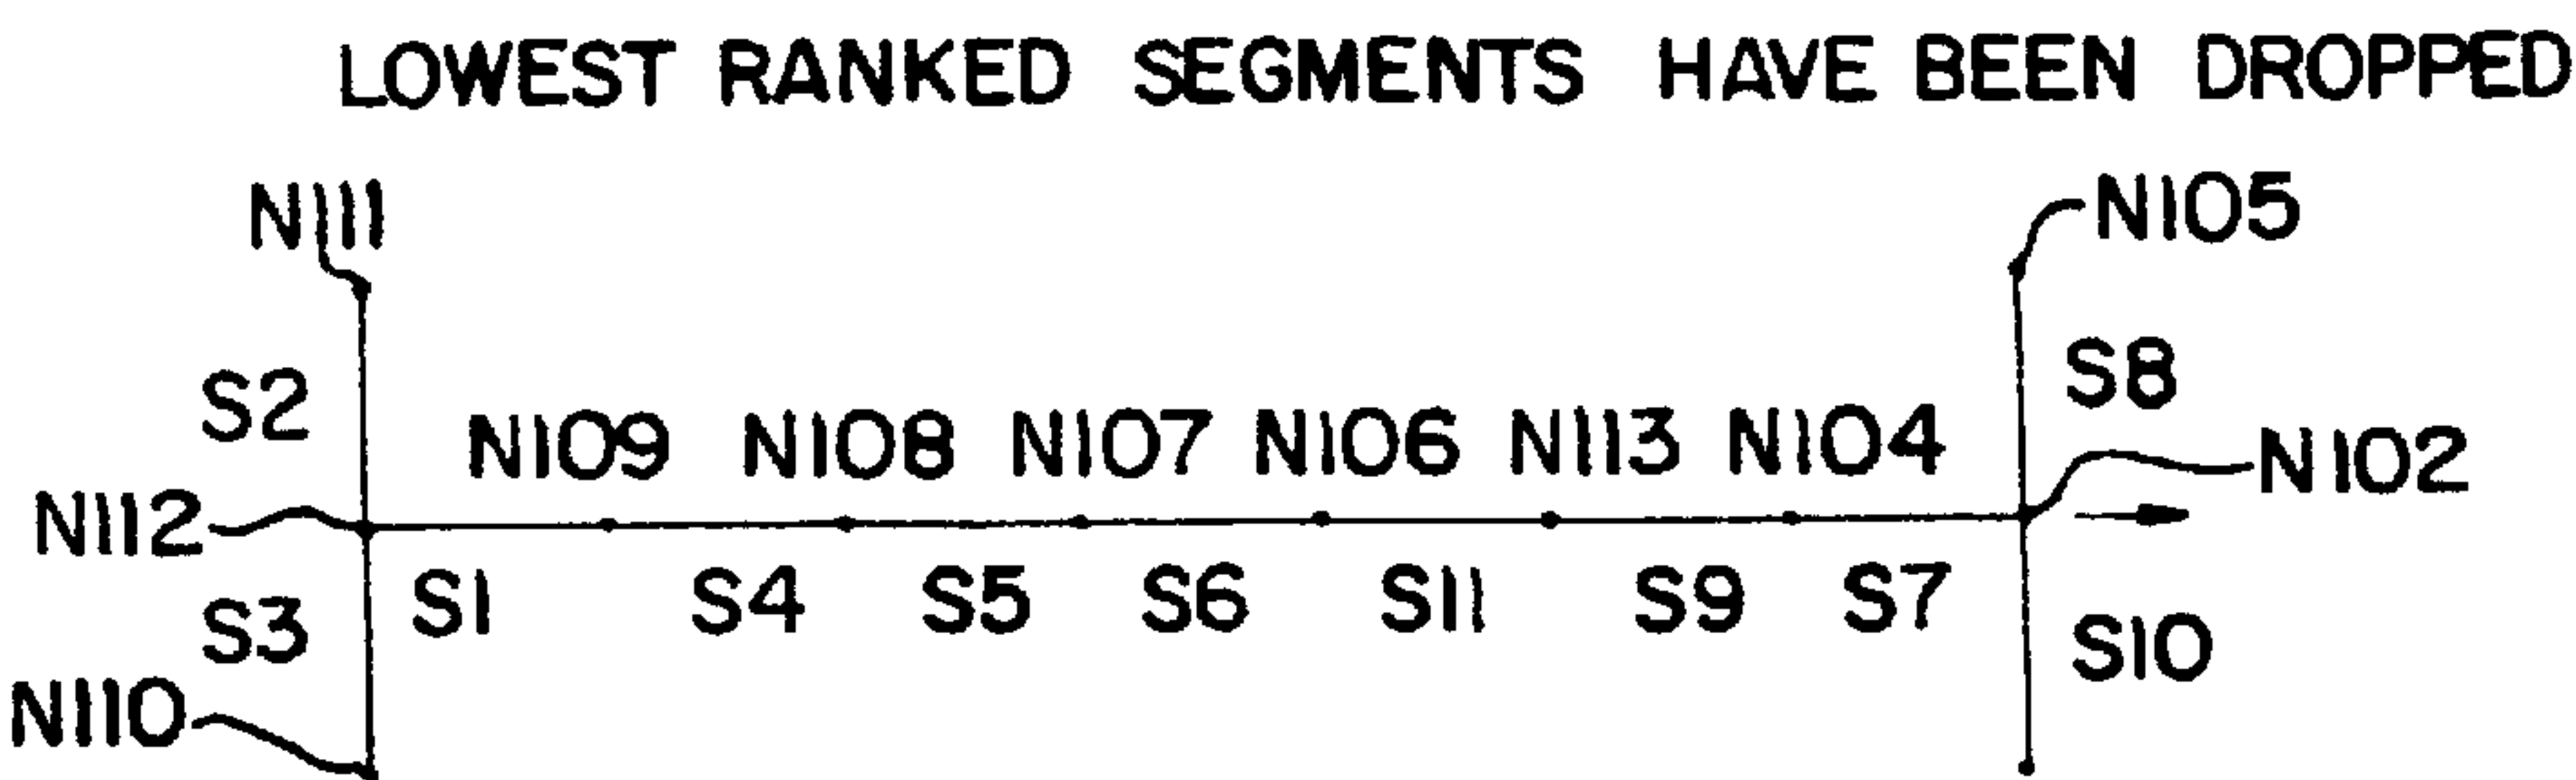 LOWEST RANKED SEGMENTS HAVE BEEN DROPPED
N111
N105
S2
S8
N109 N108 N107 N106 N113 N104
N102
N112
S3
S1 S4 S5 S6 S11 S9 S7
S10
N110